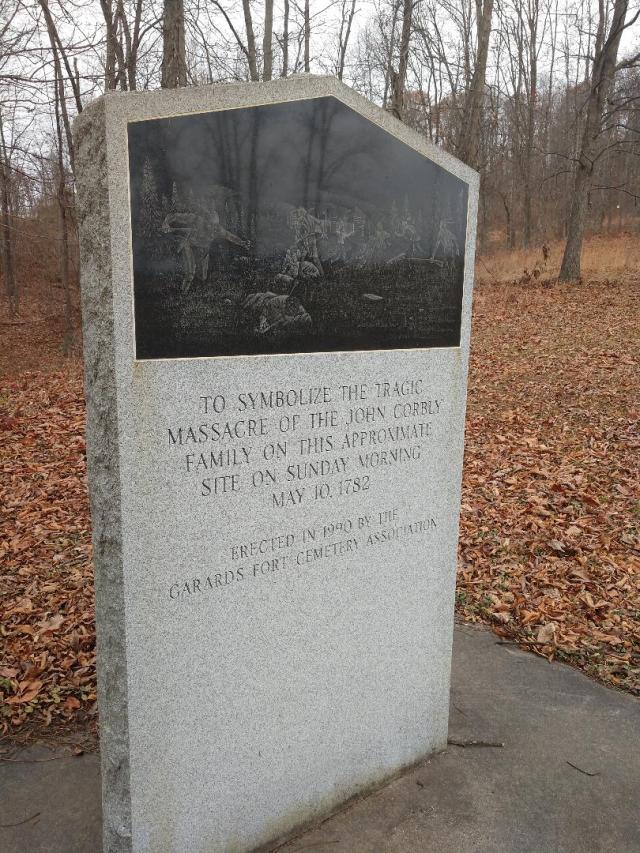 TO SYMBOLIZE THE TRAGIC
MASSACRE OF THE JOHN CORBLY
FAMILY ON THIS APPROXIMATE
SITE ON SUNDAY MORNING
MAY 10, 1782
ERECTED IN 1990 BY THE
GARARDS FORT CEMETERY ASSOCIATION